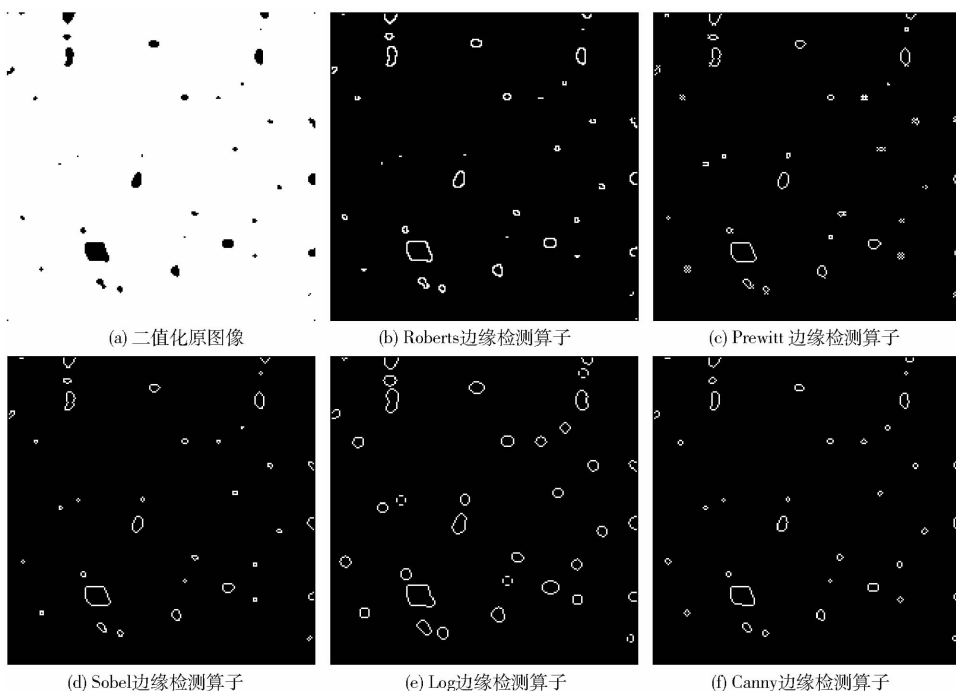 (a) 二值化原图像
(b) Roberts边缘检测算子
(c) Prewitt 边缘检测算子
(d) Sobel边缘检测算子
(e) Log边缘检测算子
(f) Canny边缘检测算子